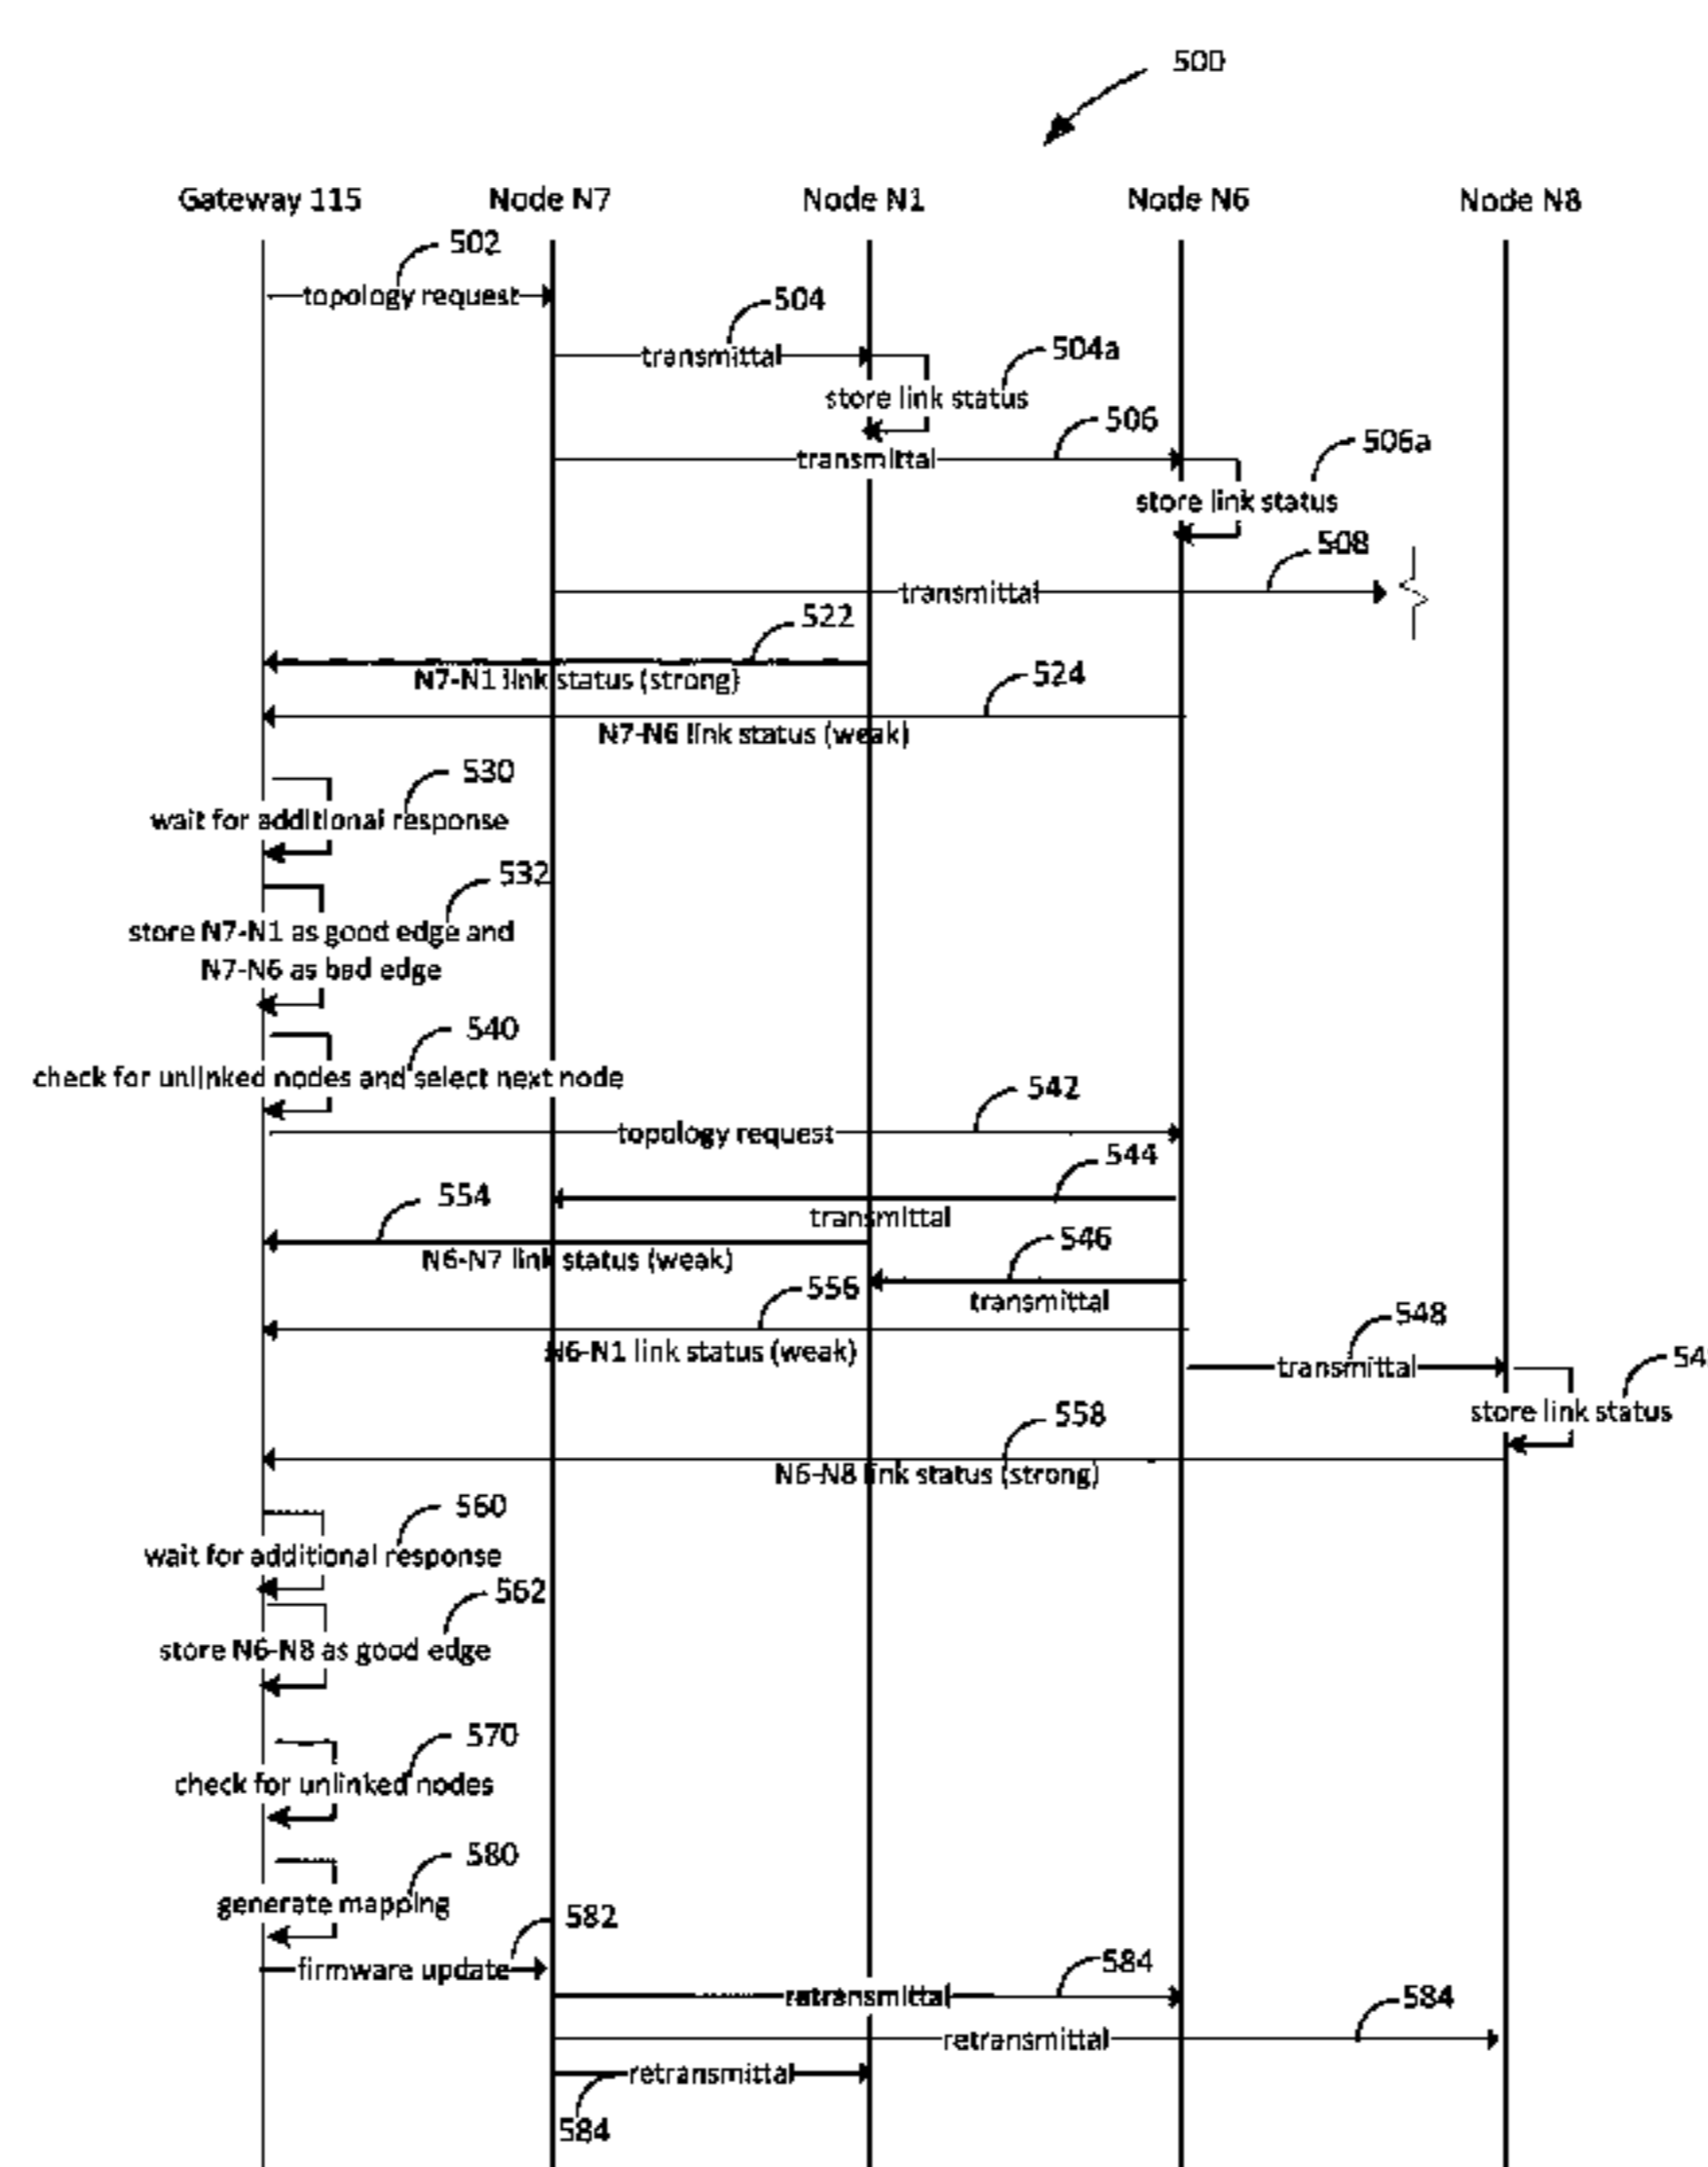 500
Gateway 115 Node N7 Node N1 Node N6 Node N8
502
topology request
504
transmittal
504a
store link status
506
transmittal
506a
store link status
508
transmittal
522
N7-N1 link status (strong)
524
N7-N6 link status (weak)
530
wait for additional response
532
store N7-N1 as good edge and
N7-N6 as bad edge
540
check for unlinked nodes and select next node
542
topology request
544
transmittal
554
N6-N7 link status (weak)
546
transmittal
556
N6-N1 link status (weak)
548
transmittal
54
store link status
558
N6-N8 link status (strong)
560
wait for additional response
562
store N6-N8 as good edge
570
check for unlinked nodes
580
generate mapping
582
firmware update
584
retransmittal
584
retransmittal
retransmittal
584